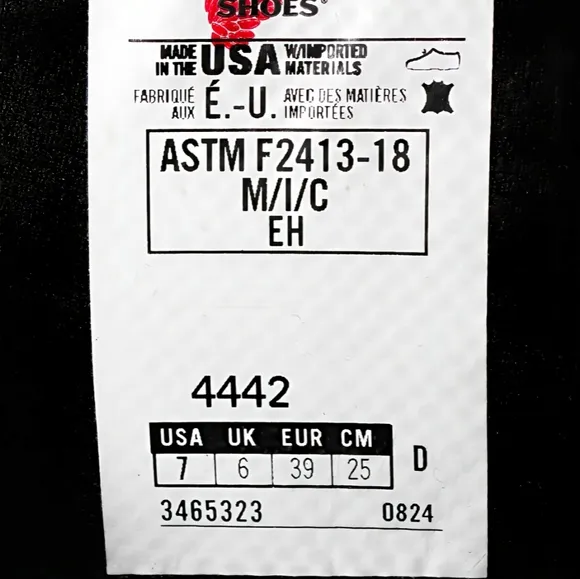 SHOES®
MADE IN THE USA W/IMPORTED MATERIALS
FABRIQUÉ AUX É.-U. AVEC DES MATIÈRES IMPORTÉES
ASTM F2413-18
M/I/C
EH
4442
USA UK EUR CM
7 6 39 25 D
3465323 0824